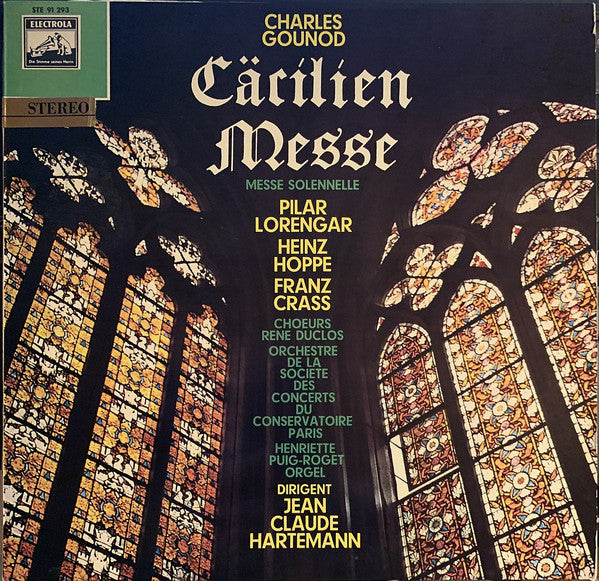 STE 91 293
ELECTROLA
Die Stimme seines Herrn
STEREO
CHARLES
GOUNOD
Cäcilien
Messe
MESSE SOLENNELLE
PILAR
LORENGAR
HEINZ
HOPPE
FRANZ
CRASS
CHOEURS
RENE DUCLOS
ORCHESTRE
DE LA
SOCIETE
DES
CONCERTS
DU
CONSERVATOIRE
PARIS
HENRIETTE
PUIG-ROGET
ORGEL
DIRIGENT
JEAN
CLAUDE
HARTEMANN